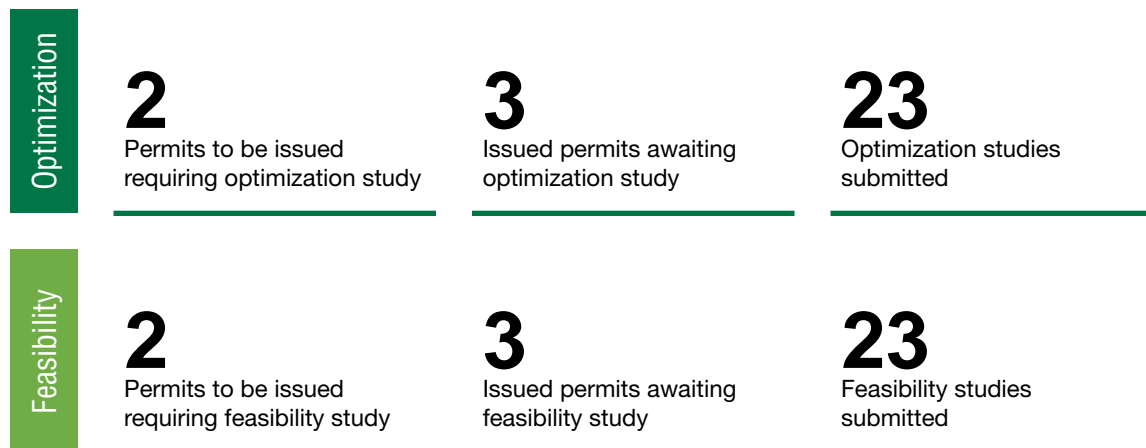 Optimization
2
Permits to be issued
requiring optimization study
3
Issued permits awaiting
optimization study
23
Optimization studies
submitted
Feasibility
2
Permits to be issued
requiring feasibility study
3
Issued permits awaiting
feasibility study
23
Feasibility studies
submitted